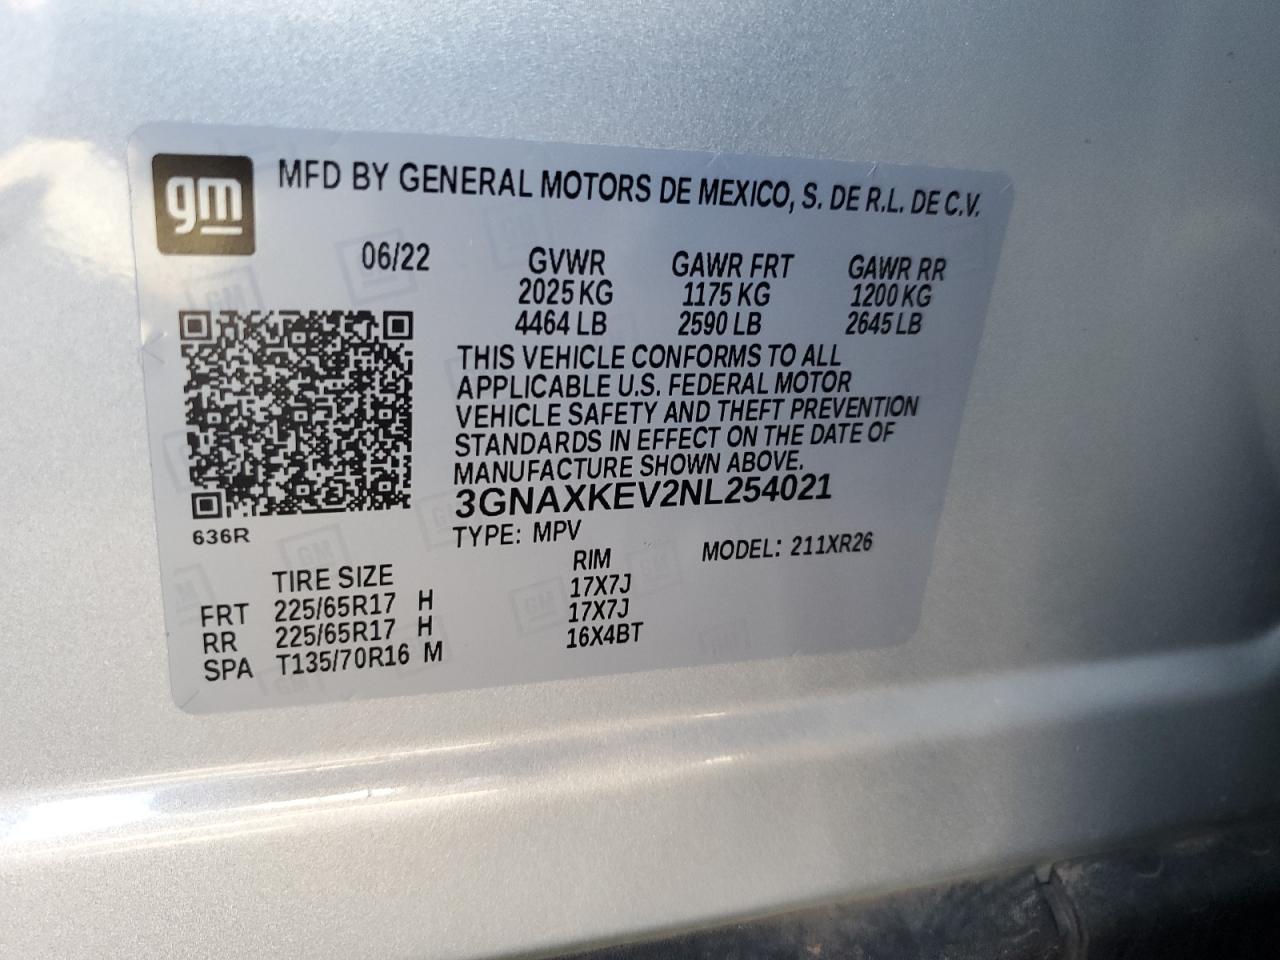 gm
MFD BY GENERAL MOTORS DE MEXICO, S. DE R.L. DE C.V.
06/22 GVWR GAWR FRT GAWR RR
2025 KG 1175 KG 1200 KG
4464 LB 2590 LB 2645 LB
THIS VEHICLE CONFORMS TO ALL
APPLICABLE U.S. FEDERAL MOTOR
VEHICLE SAFETY AND THEFT PREVENTION
STANDARDS IN EFFECT ON THE DATE OF
MANUFACTURE SHOWN ABOVE.
3GNAXKEV2NL254021
636R
TYPE: MPV MODEL: 211XR26
TIRE SIZE RIM
FRT 225/65R17 H 17X7J
RR 225/65R17 H 17X7J
SPA T135/70R16 M 16X4BT